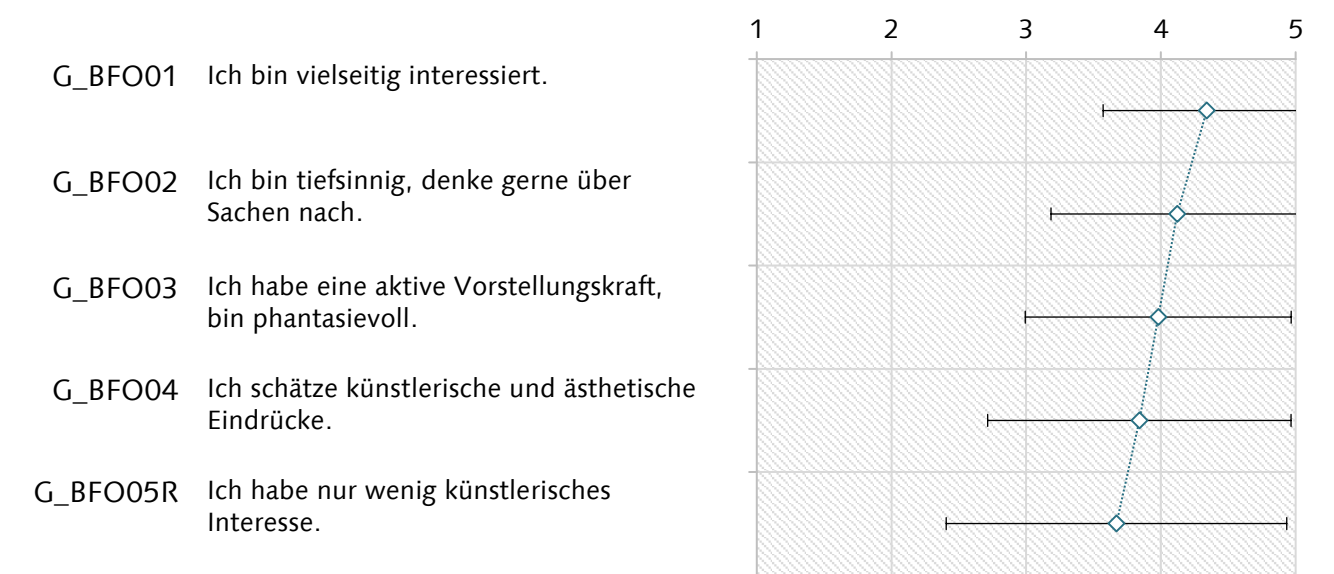 1 2 3 4 5
G_BFO01 Ich bin vielseitig interessiert.
G_BFO02 Ich bin tiefsinnig, denke gerne über
Sachen nach.
G_BFO03 Ich habe eine aktive Vorstellungskraft,
bin phantasievoll.
G_BFO04 Ich schätze künstlerische und ästhetische
Eindrücke.
G_BFO05R Ich habe nur wenig künstlerisches
Interesse.